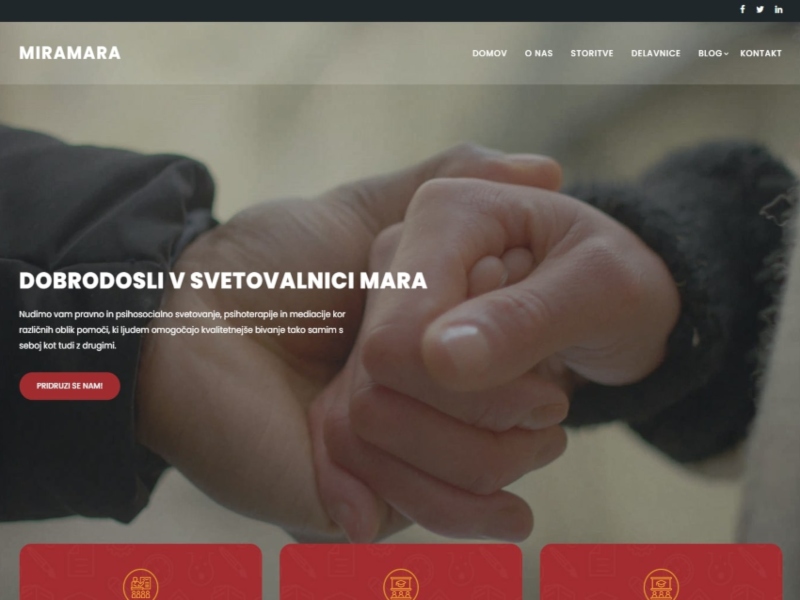 MIRAMARA
DOMOV O NAS STORITVE DELAVNICE BLOG KONTAKT
DOBRODOSLI V SVETOVALNICI MARA
Nudimo vam pravno in psihosocialno svetovanje, psihoterapije in mediacije kor
različnih oblik pomoči, ki ljudem omogočajo kvalitetnejše bivanje tako samim s
seboj kot tudi z drugimi.
PRIDRUZI SE NAM!